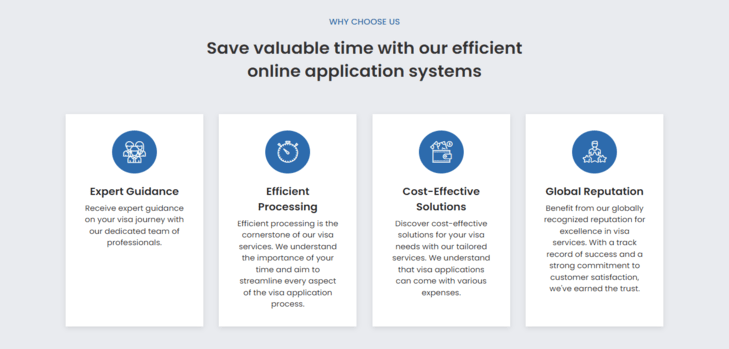 WHY CHOOSE US
Save valuable time with our efficient
online application systems
Expert Guidance
Receive expert guidance
on your visa journey with
our dedicated team of
professionals.
Efficient
Processing
Efficient processing is the
cornerstone of our visa
services. We understand
the importance of your
time and aim to
streamline every aspect
of the visa application
process.
Cost-Effective
Solutions
Discover cost-effective
solutions for your visa
needs with our tailored
services. We understand
that visa applications
can come with various
expenses.
Global Reputation
Benefit from our globally
recognized reputation for
excellence in visa
services. With a track
record of success and a
strong commitment to
customer satisfaction,
we've earned the trust.